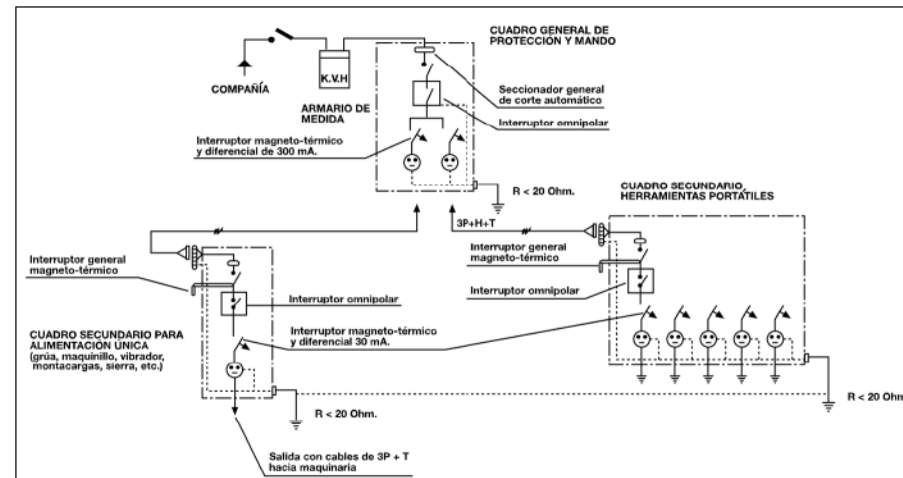 CUADRO GENERAL DE
PROTECCIÓN Y MANDO
K.V.H
COMPAÑÍA
ARMARIO DE
MEDIDA
Seccionador general
de corte automático
Interruptor omnipolar
Interruptor magneto-térmico
y diferencial de 300 mA.
R < 20 Ohm.
CUADRO SECUNDARIO,
HERRAMIENTAS PORTÁTILES
3P+H+T
Interruptor general
magneto-térmico
Interruptor general
magneto-térmico
Interruptor omnipolar
Interruptor omnipolar
CUADRO SECUNDARIO PARA
ALIMENTACIÓN ÚNICA
(grúa, maquinillo, vibrador,
montacargas, sierra, etc.)
Interruptor magneto-térmico
y diferencial 30 mA.
R < 20 Ohm.
R < 20 Ohm.
Salida con cables de 3P + T
hacia maquinaria